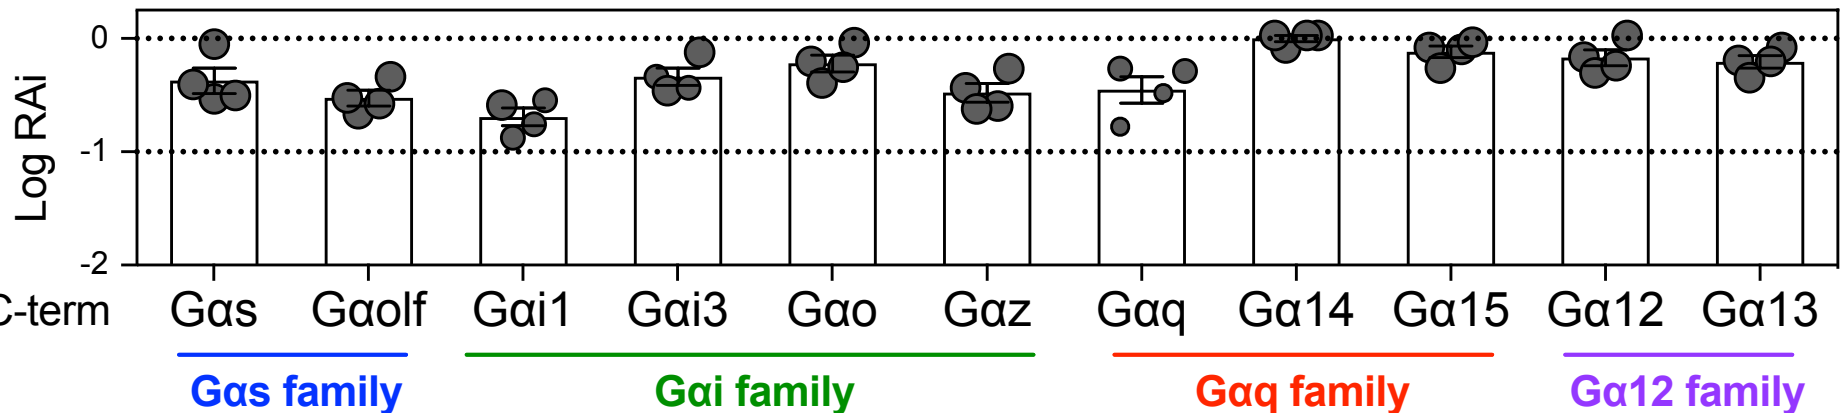 Log RAi
0
-1
-2
C-term Gαs Gαolf Gαi1 Gαi3 Gαo Gαz Gαq Gα14 Gα15 Gα12 Gα13
Gαs family Gαi family Gαq family Gα12 family